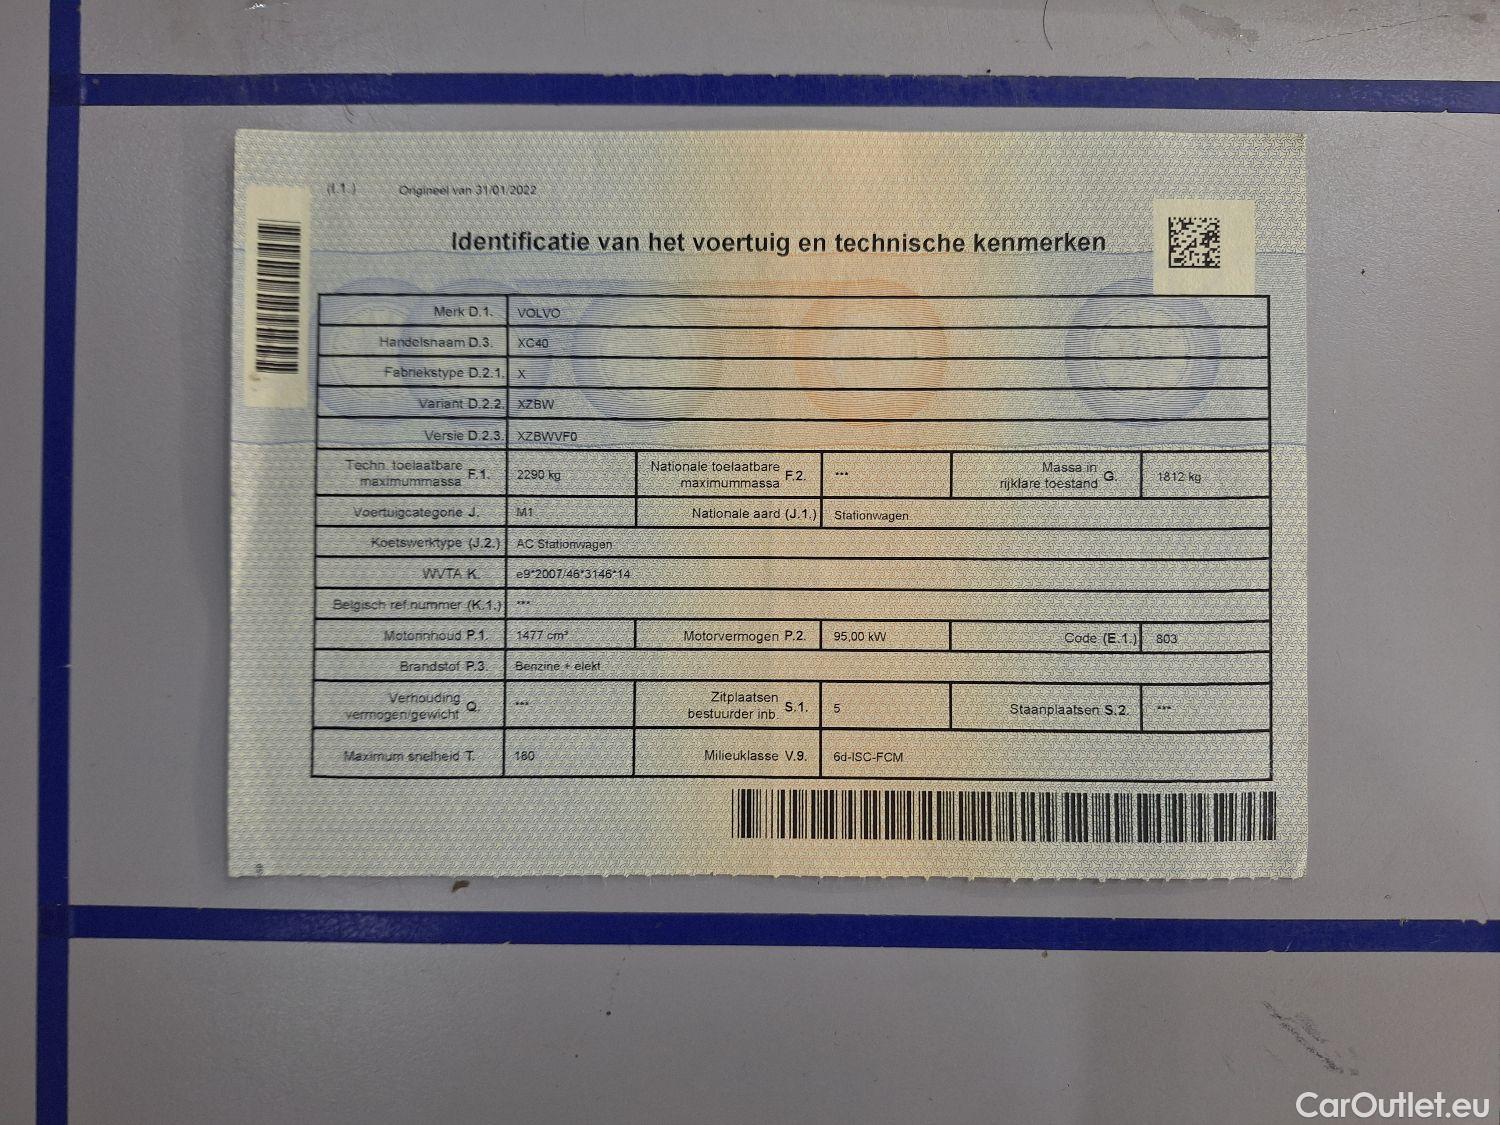 (I.1.) Origineel van 31/01/2022
Identificatie van het voertuig en technische kenmerken
Merk D.1. VOLVO
Handelsnaam D.3. XC40
Fabriekstype D.2.1. X
Variant D.2.2. XZBW
Versie D.2.3. XZBWVF0
Techn. toelaatbare maximummassa F.1. 2290 kg Nationale toelaatbare maximummassa F.2. *** Massa in rijklare toestand G. 1812 kg
Voertuigcategorie J. M1 Nationale aard (J.1.) Stationwagen
Koetswerktype (J.2.) AC Stationwagen
WVTA K. e9*2007/46*3146*14
Belgisch ref.nummer (K.1.) ***
Motorinhoud P.1. 1477 cm³ Motorvermogen P.2. 95,00 kW Code (E.1.) 803
Brandstof P.3. Benzine + elekt
Verhouding vermogen/gewicht Q. *** Zitplaatsen bestuurder inb. S.1. 5 Staanplaatsen S.2. ***
Maximum snelheid T. 180 Milieuklasse V.9. 6d-ISC-FCM
CarOutlet.eu